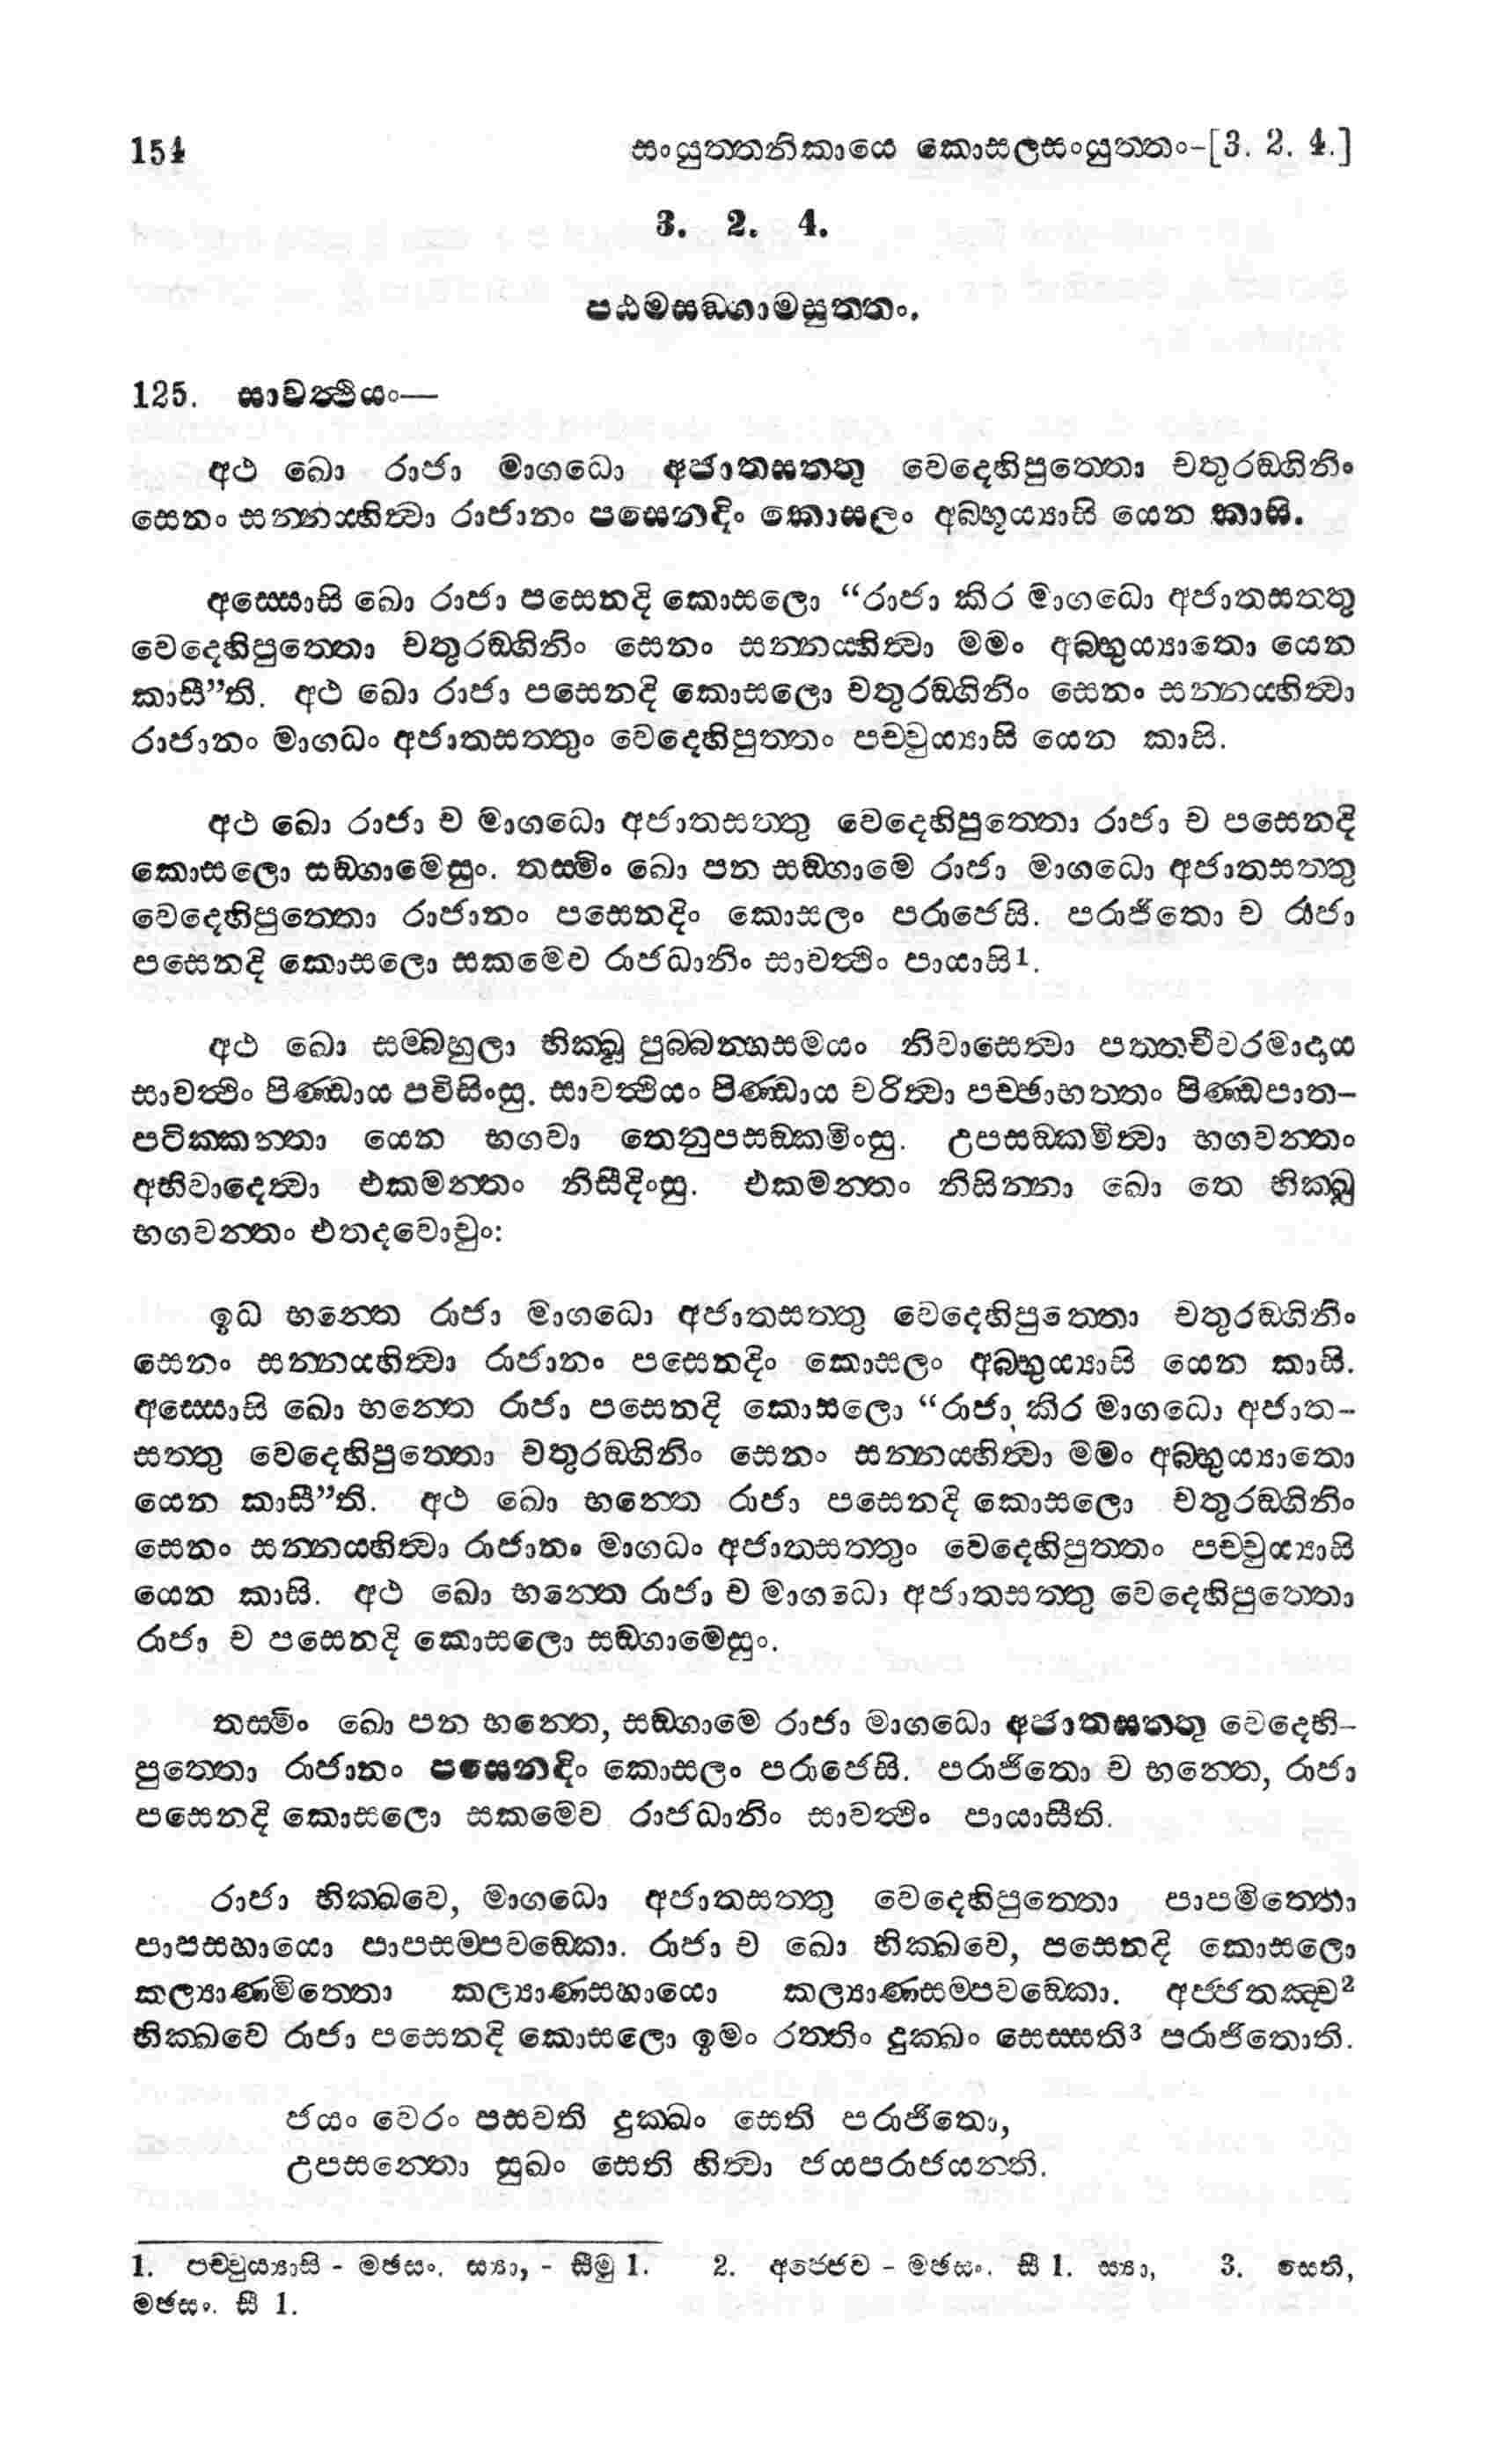 154 සංයුත්තනිකායෙ කොසලසංයුත්තං-[3. 2. 4.]
3. 2. 4.
පඨමසඞ්ගාමසුත්තං.
125. සාවත්ථියං—
අථ ඛො රාජා මාගධො අජාතසත්තු වෙදෙහිපුත්තො චතුරඞ්ගිනිං
සෙනං සන්නය්හිත්වා රාජානං පසෙනදිං කොසලං අබ්භූය්‍යාසි යෙන කාසි.
අස්සොසි ඛො රාජා පසෙනදි කොසලො “රාජා කිර මාගධො අජාතසත්තු
වෙදෙහිපුත්තො චතුරඞ්ගිනිං සෙනං සන්නය්හිත්වා මමං අබ්භුය්‍යාතො යෙන
කාසී”ති. අථ ඛො රාජා පසෙනදි කොසලො චතුරඞ්ගිනිං සෙනං සන්නය්හිත්වා
රාජානං මාගධං අජාතසත්තුං වෙදෙහිපුත්තං පච්චුය්‍යාසි යෙන කාසි.
අථ ඛො රාජා ච මාගධො අජාතසත්තු වෙදෙහිපුත්තො රාජා ච පසෙනදි
කොසලො සඞ්ගාමෙසුං. තස්මිං ඛො පන සඞ්ගාමෙ රාජා මාගධො අජාතසත්තු
වෙදෙහිපුත්තො රාජානං පසෙනදිං කොසලං පරාජෙසි. පරාජිතො ච රාජා
පසෙනදි කොසලො සකමෙව රාජධානිං සාවත්ථිං පායාසි1.
අථ ඛො සම්බහුලා භික්ඛූ පුබ්බන්හසමයං නිවාසෙත්වා පත්තචීවරමාදාය
සාවත්ථිං පිණ්ඩාය පවිසිංසු. සාවත්ථියං පිණ්ඩාය චරිත්වා පච්ඡාභත්තං පිණ්ඩපාත-
පටික්කන්තා යෙන භගවා තෙනුපසඞ්කමිංසු. උපසඞ්කමිත්වා භගවන්තං
අභිවාදෙත්වා එකමන්තං නිසීදිංසු. එකමන්තං නිසින්නා ඛො තෙ භික්ඛූ
භගවන්තං එතදවොචුං:
ඉධ භන්තෙ රාජා මාගධො අජාතසත්තු වෙදෙහිපුත්තො චතුරඞ්ගිනිං
සෙනං සන්නය්හිත්වා රාජානං පසෙනදිං කොසලං අබ්භුය්‍යාසි යෙන කාසි.
අස්සොසි ඛො භන්තෙ රාජා පසෙනදි කොසලො “රාජා කිර මාගධො අජාත-
සත්තු වෙදෙහිපුත්තො චතුරඞ්ගිනිං සෙනං සන්නය්හිත්වා මමං අබ්භුය්‍යාතො
යෙන කාසී”ති. අථ ඛො භන්තෙ රාජා පසෙනදි කොසලො චතුරඞ්ගිනිං
සෙනං සන්නය්හිත්වා රාජානං මාගධං අජාතසත්තුං වෙදෙහිපුත්තං පච්චුය්‍යාසි
යෙන කාසි. අථ ඛො භන්තෙ රාජා ච මාගධො අජාතසත්තු වෙදෙහිපුත්තො
රාජා ච පසෙනදි කොසලො සඞ්ගාමෙසුං.
තස්මිං ඛො පන භන්තෙ, සඞ්ගාමෙ රාජා මාගධො අජාතසත්තු වෙදෙහි-
පුත්තො රාජානං පසෙනදිං කොසලං පරාජෙසි. පරාජිතො ච භන්තෙ, රාජා
පසෙනදි කොසලො සකමෙව රාජධානිං සාවත්ථිං පායාසීති.
රාජා භික්ඛවෙ, මාගධො අජාතසත්තු වෙදෙහිපුත්තො පාපමිත්තො
පාපසහායො පාපසම්පවඞ්කො. රාජා ච ඛො භික්ඛවෙ, පසෙනදි කොසලො
කල්‍යාණමිත්තො කල්‍යාණසහායො කල්‍යාණසම්පවඞ්කො. අජ්ජතඤ්ච2
භික්ඛවෙ රාජා පසෙනදි කොසලො ඉමං රත්තිං දුක්ඛං සෙස්සති3 පරාජිතොති.
ජයං වෙරං පසවති දුක්ඛං සෙති පරාජිතො,
උපසන්තො සුඛං සෙති හිත්වා ජයපරාජයන්ති.
1. පච්චුය්‍යාසි - මඡසං. ස්‍යා, - සීමු 1. 2. අජ්ජෙව - මඡසං. සී 1. ස්‍යා, 3. සෙති,
මඡසං. සී 1.